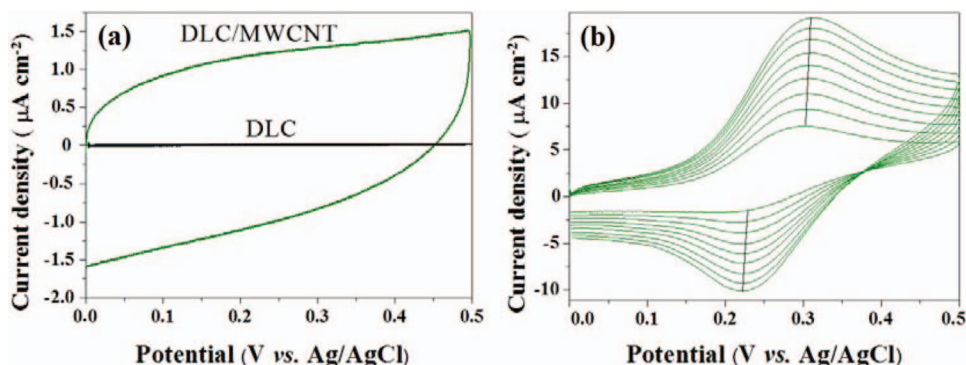 (a)
DLC/MWCNT
DLC
Current density ( μA cm-2)
1.5
1.0
0.5
0
-0.5
-1.0
-1.5
-2.0
0.0 0.1 0.2 0.3 0.4 0.5
Potential (V vs. Ag/AgCl)
(b)
Current density ( μA cm-2)
15
10
5
0
-5
-10
0.0 0.1 0.2 0.3 0.4 0.5
Potential (V vs. Ag/AgCl)